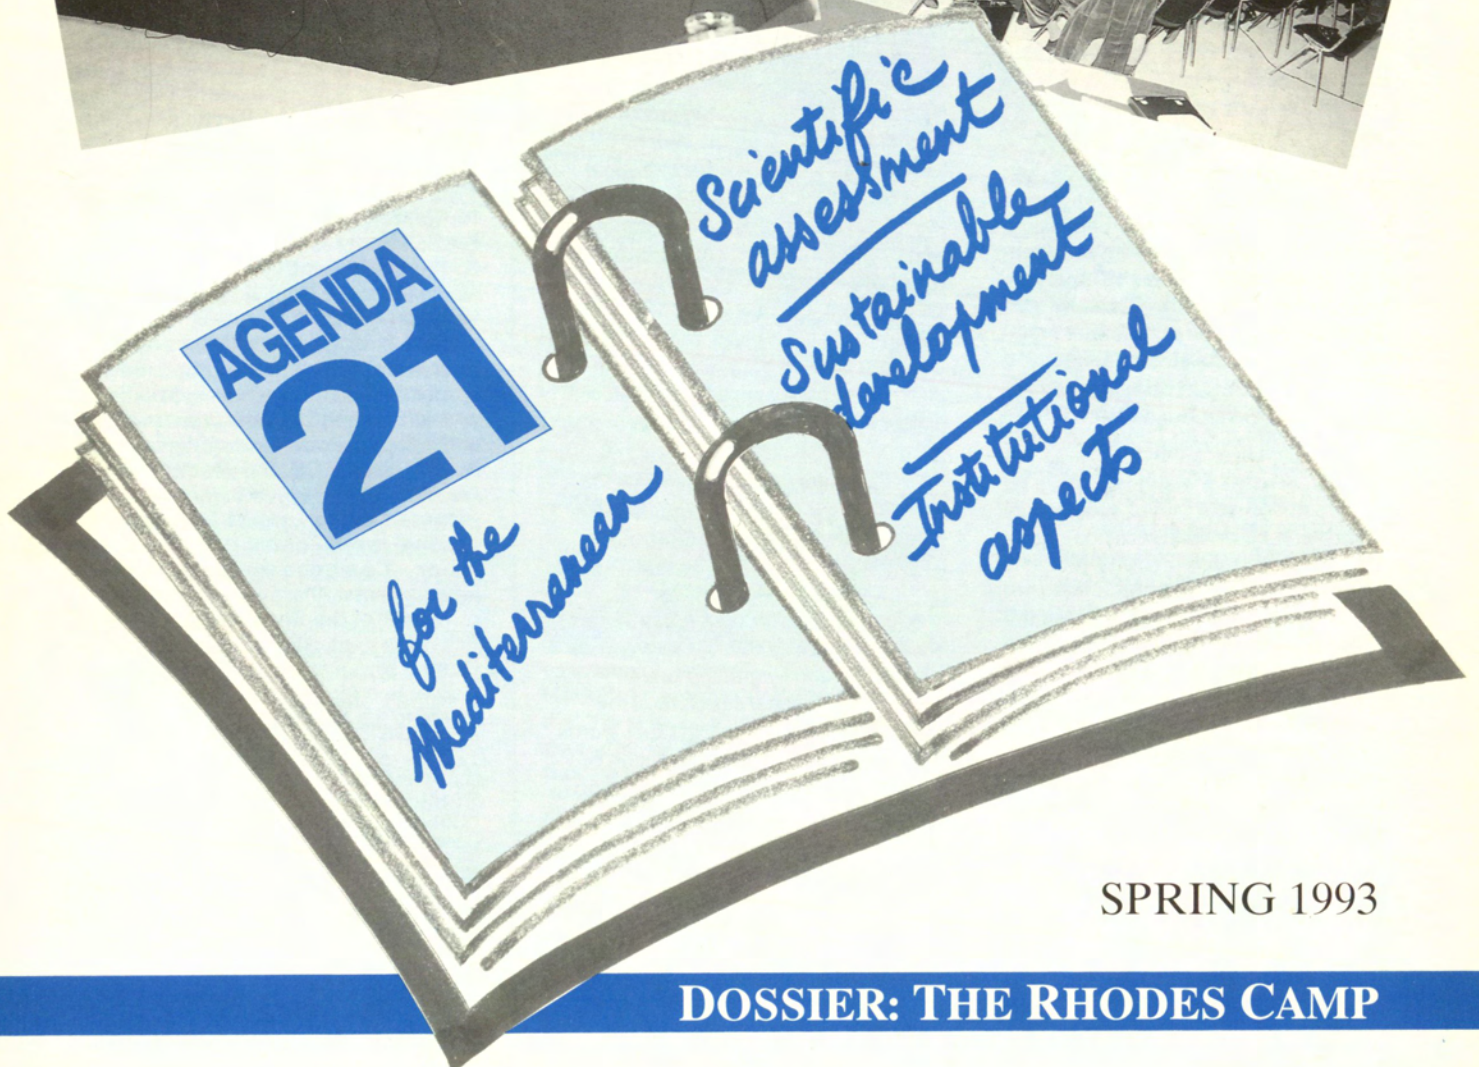 AGENDA
21
for the
Mediterranean
Scientific
assessment
Sustainable
development
Institutional
aspects
SPRING 1993
DOSSIER: THE RHODES CAMP